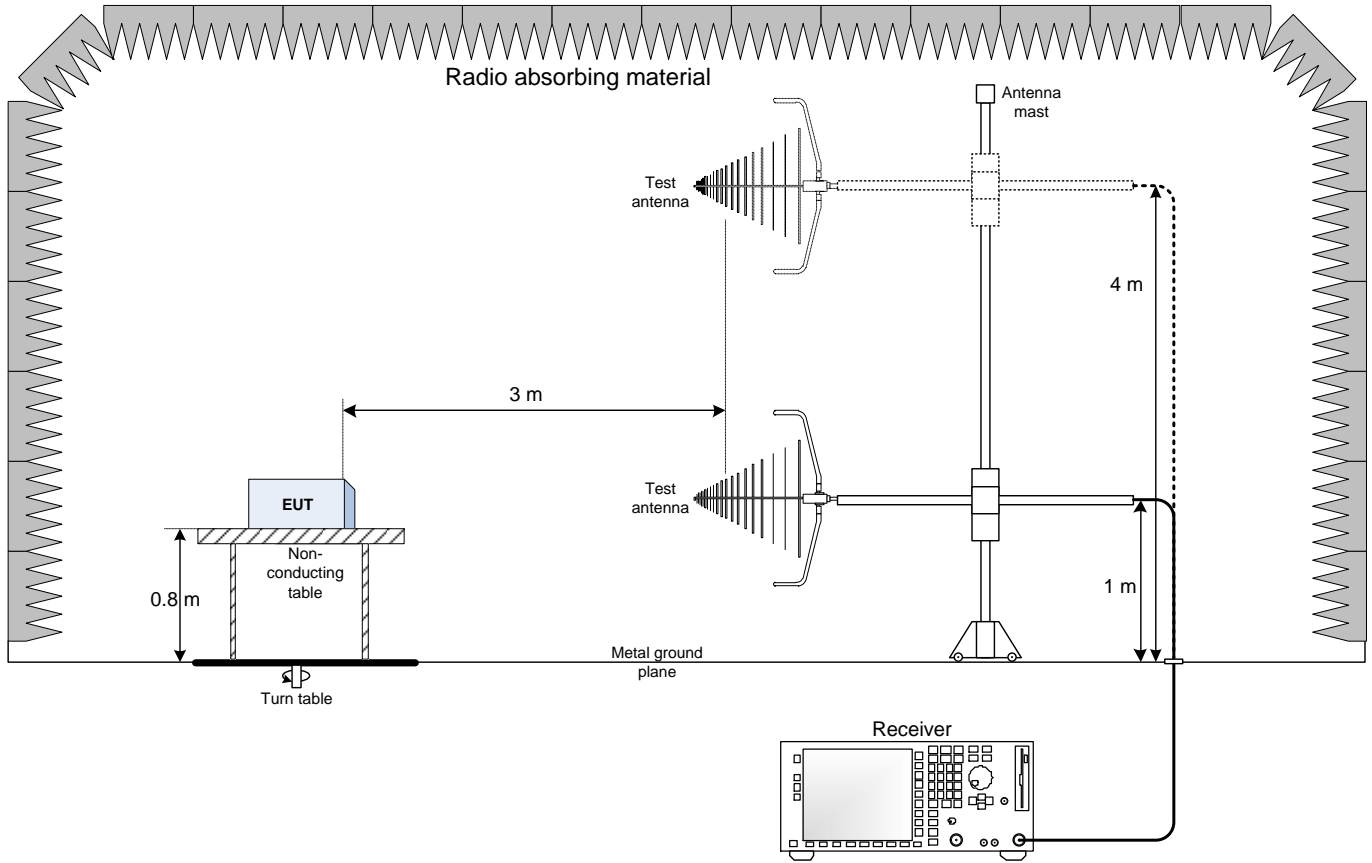 Radio absorbing material
Antenna
mast
Test
antenna
4 m
3 m
Test
antenna
EUT
Non-
conducting
table
0.8 m
1 m
Metal ground
plane
Turn table
Receiver